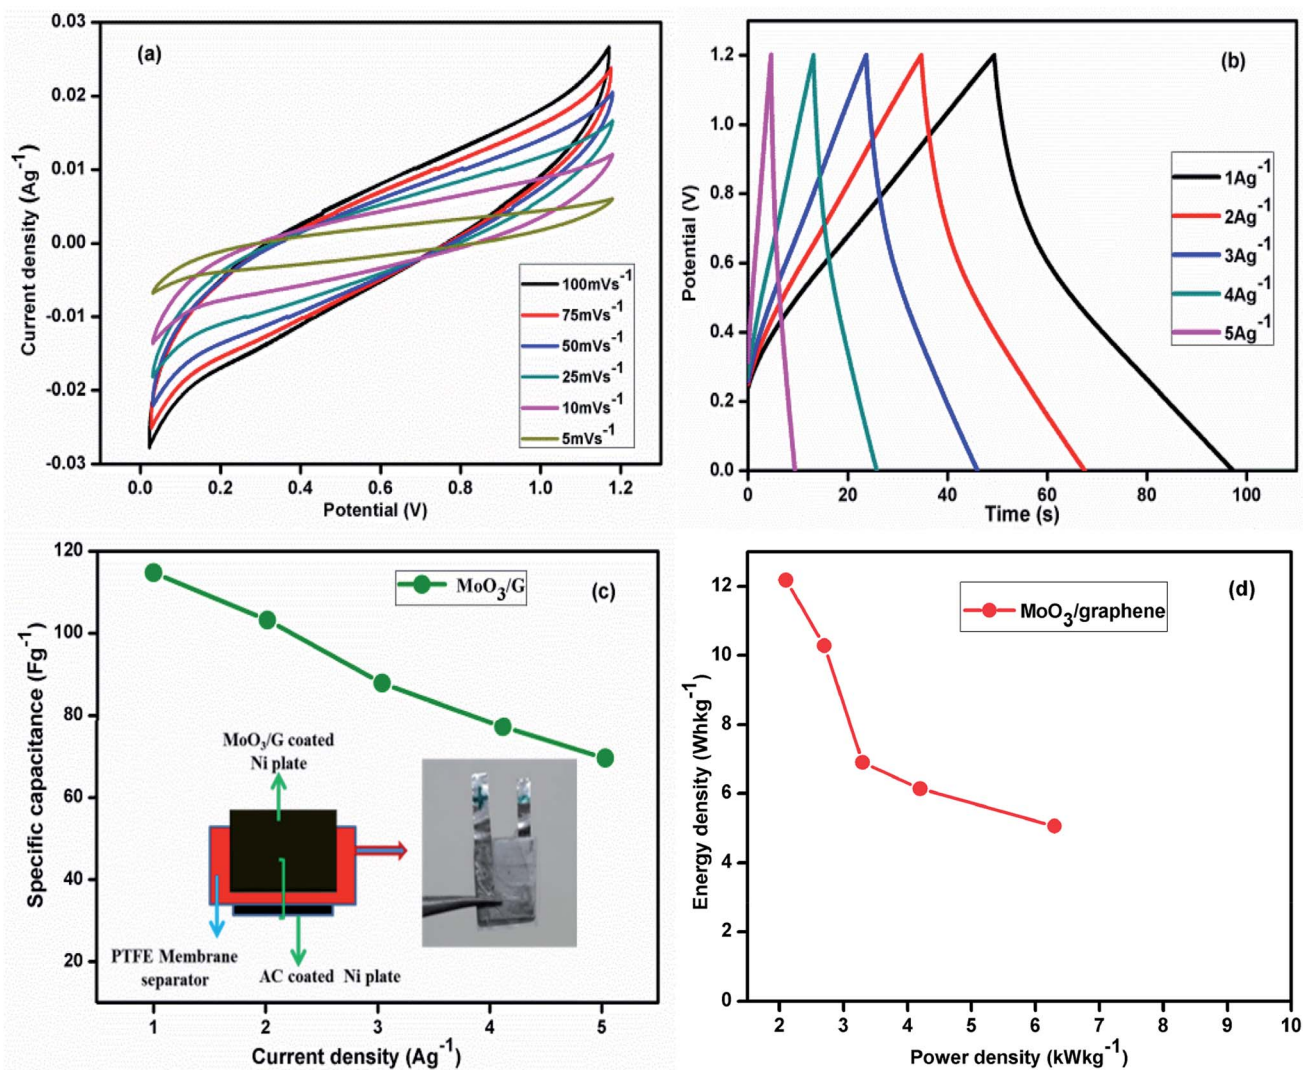 (a)
0.03
0.02
0.01
0.00
-0.01
-0.02
-0.03
Current density (Ag⁻¹)
0.0 0.2 0.4 0.6 0.8 1.0 1.2
Potential (V)
100mVs⁻¹
75mVs⁻¹
50mVs⁻¹
25mVs⁻¹
10mVs⁻¹
5mVs⁻¹
(b)
1.2
1.0
0.8
0.6
0.4
0.2
0.0
Potential (V)
0 20 40 60 80 100
Time (s)
1Ag⁻¹
2Ag⁻¹
3Ag⁻¹
4Ag⁻¹
5Ag⁻¹
(c)
120
100
80
60
40
20
Specific capacitance (Fg⁻¹)
1 2 3 4 5
Current density (Ag⁻¹)
MoO₃/G
MoO₃/G coated
Ni plate
PTFE Membrane
separator
AC coated Ni plate
(d)
12
10
8
6
4
2
0
Energy density (Whkg⁻¹)
2 3 4 5 6 7 8 9 10
Power density (kWkg⁻¹)
MoO₃/graphene